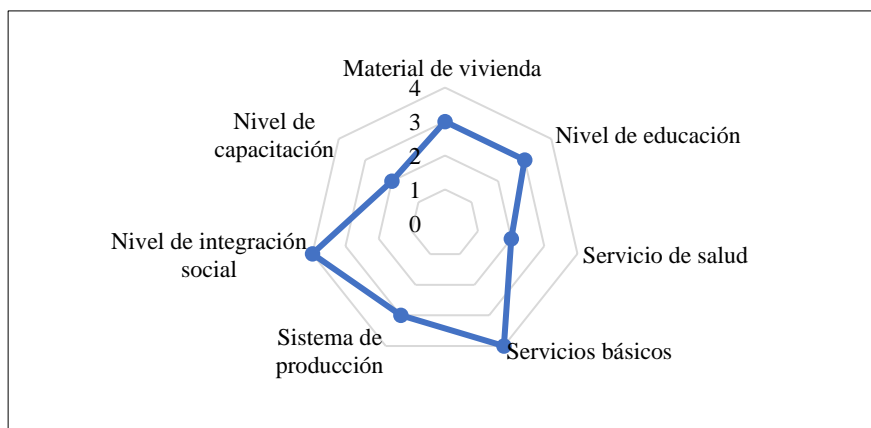 Material de vivienda
4
3
2
1
0
Nivel de educación
Servicio de salud
Servicios básicos
Sistema de
producción
Nivel de integración
social
Nivel de
capacitación